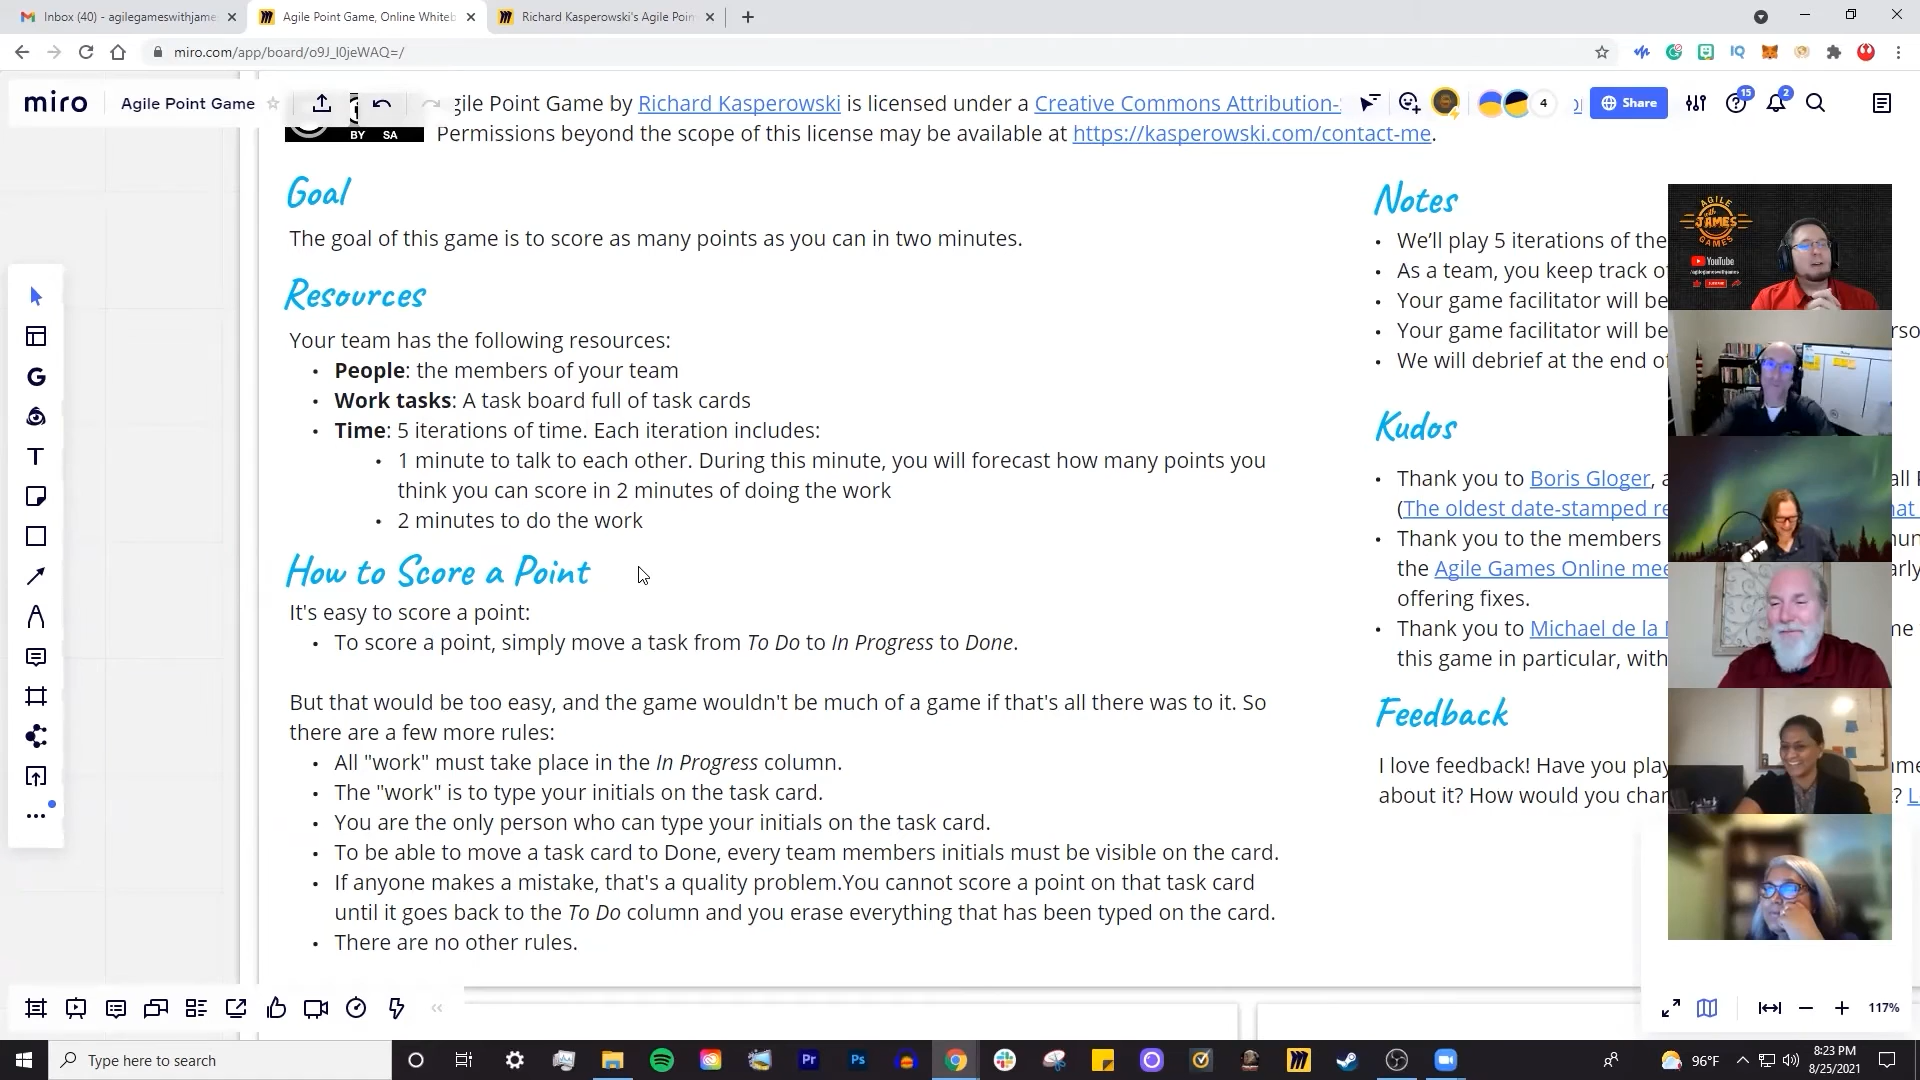 Inbox (40) - agilegameswithjame
Agile Point Game, Online Whiteb
Richard Kasperowski's Agile Poin
miro.com/app/board/o9J_l0jeWAQ=/
miro
Agile Point Game
gile Point Game by Richard Kasperowski is licensed under a Creative Commons Attribution-
4
Share
15
2
BY SA
Permissions beyond the scope of this license may be available at https://kasperowski.com/contact-me.
Goal
The goal of this game is to score as many points as you can in two minutes.
Resources
Your team has the following resources:
• People: the members of your team
• Work tasks: A task board full of task cards
• Time: 5 iterations of time. Each iteration includes:
• 1 minute to talk to each other. During this minute, you will forecast how many points you
think you can score in 2 minutes of doing the work
• 2 minutes to do the work
How to Score a Point
It's easy to score a point:
• To score a point, simply move a task from To Do to In Progress to Done.
But that would be too easy, and the game wouldn't be much of a game if that's all there was to it. So
there are a few more rules:
• All "work" must take place in the In Progress column.
• The "work" is to type your initials on the task card.
• You are the only person who can type your initials on the task card.
• To be able to move a task card to Done, every team members initials must be visible on the card.
• If anyone makes a mistake, that's a quality problem.You cannot score a point on that task card
until it goes back to the To Do column and you erase everything that has been typed on the card.
• There are no other rules.
Notes
• We'll play 5 iterations of the
• As a team, you keep track o
• Your game facilitator will be
• Your game facilitator will be
• We will debrief at the end o
Kudos
• Thank you to Boris Gloger, a
(The oldest date-stamped re
• Thank you to the members
the Agile Games Online mee
offering fixes.
• Thank you to Michael de la
this game in particular, with
Feedback
I love feedback! Have you play
about it? How would you char
AGILE
with
JAMES
GAMES
YouTube
/agilegameswithjames
117%
Type here to search
Pr
Ps
96°F
8:23 PM
8/25/2021